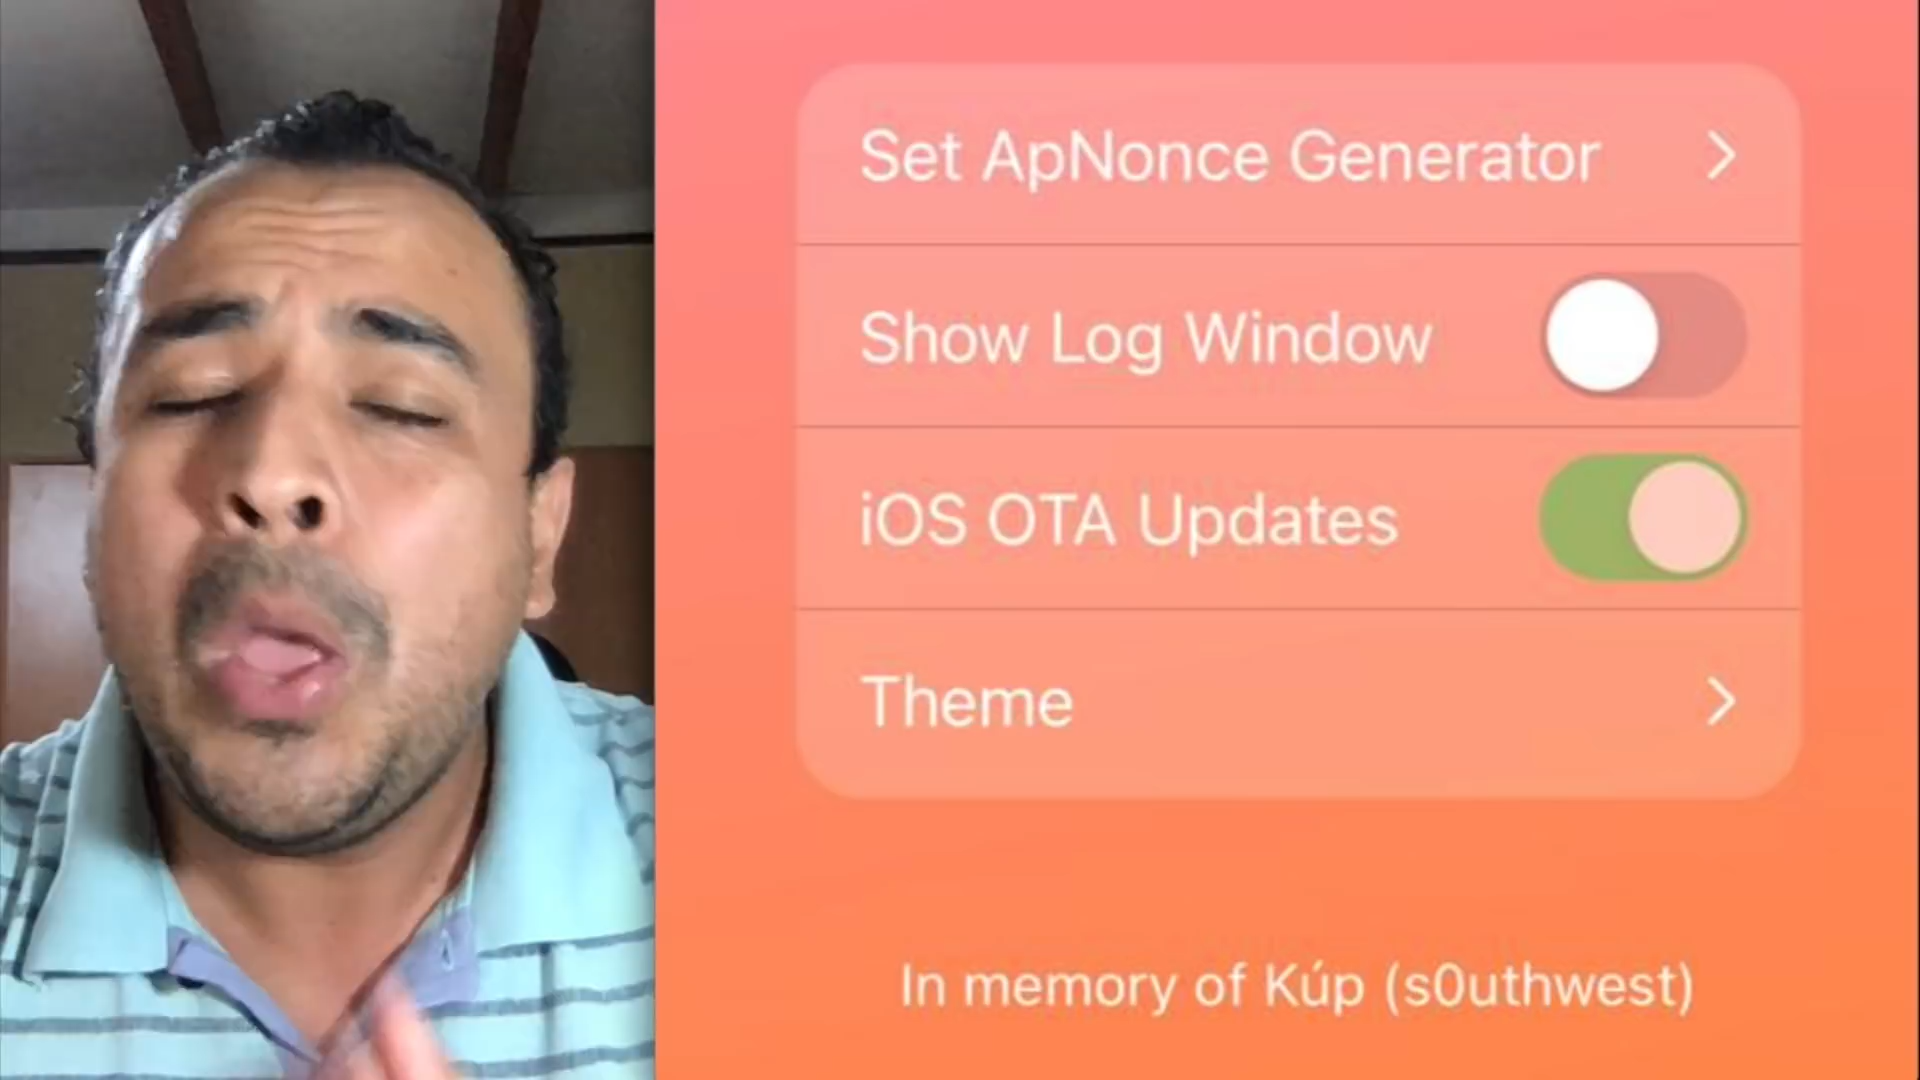 Set ApNonce Generator
Show Log Window
iOS OTA Updates
Theme
In memory of Kúp (s0uthwest)